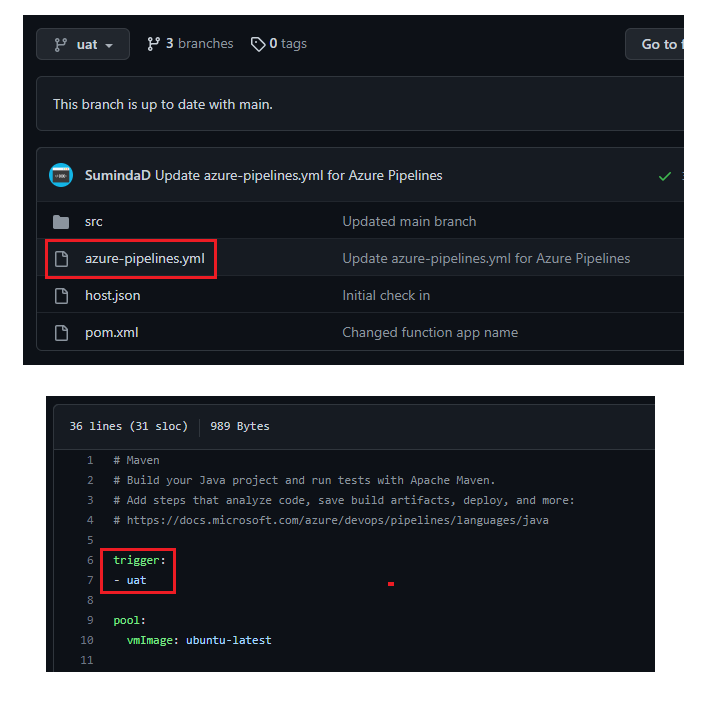 uat 3 branches 0 tags Go to f
This branch is up to date with main.
SumindaD Update azure-pipelines.yml for Azure Pipelines
src Updated main branch
azure-pipelines.yml Update azure-pipelines.yml for Azure Pipelines
host.json Initial check in
pom.xml Changed function app name
36 lines (31 sloc) 989 Bytes
1 # Maven
2 # Build your Java project and run tests with Apache Maven.
3 # Add steps that analyze code, save build artifacts, deploy, and more:
4 # https://docs.microsoft.com/azure/devops/pipelines/languages/java
5
6 trigger:
7 - uat
8
9 pool:
10 vmImage: ubuntu-latest
11